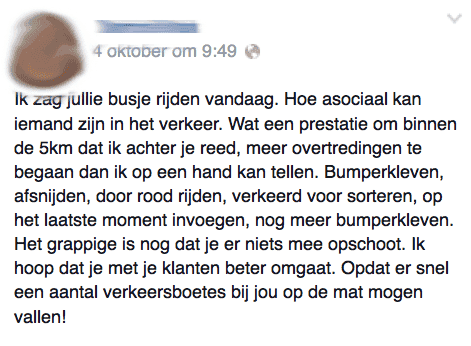 4 oktober om 9:49
Ik zag jullie busje rijden vandaag. Hoe asociaal kan
iemand zijn in het verkeer. Wat een prestatie om binnen
de 5km dat ik achter je reed, meer overtredingen te
begaan dan ik op een hand kan tellen. Bumperkleven,
afsnijden, door rood rijden, verkeerd voor sorteren, op
het laatste moment invoegen, nog meer bumperkleven.
Het grappige is nog dat je er niets mee opschoot. Ik
hoop dat je met je klanten beter omgaat. Opdat er snel
een aantal verkeersboetes bij jou op de mat mogen
vallen!